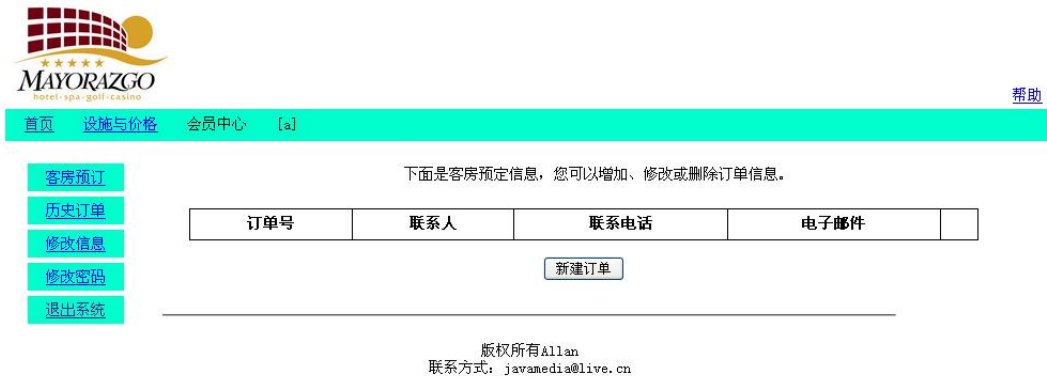 MAYORAZGO
hotel-spa-golf-casino
帮助
首页 设施与价格 会员中心 [a]
客房预订
历史订单
修改信息
修改密码
退出系统
下面是客房预定信息，您可以增加、修改或删除订单信息。
订单号 联系人 联系电话 电子邮件
新建订单
版权所有Allan
联系方式：javamedia@live.cn